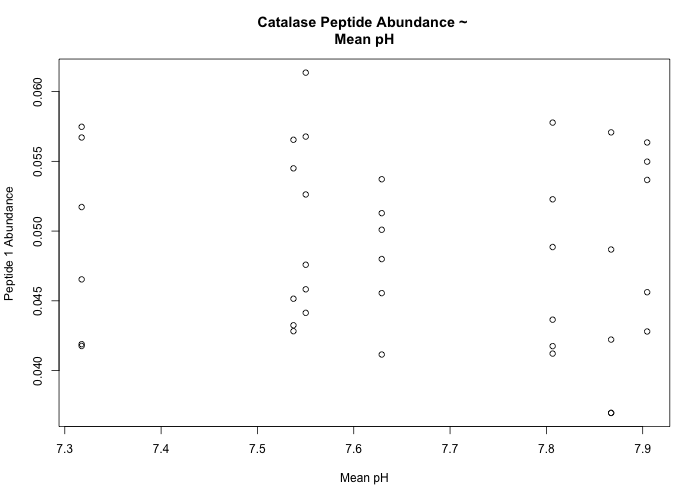 Catalase Peptide Abundance ~
Mean pH
Peptide 1 Abundance
0.060
0.055
0.050
0.045
0.040
7.3 7.4 7.5 7.6 7.7 7.8 7.9
Mean pH